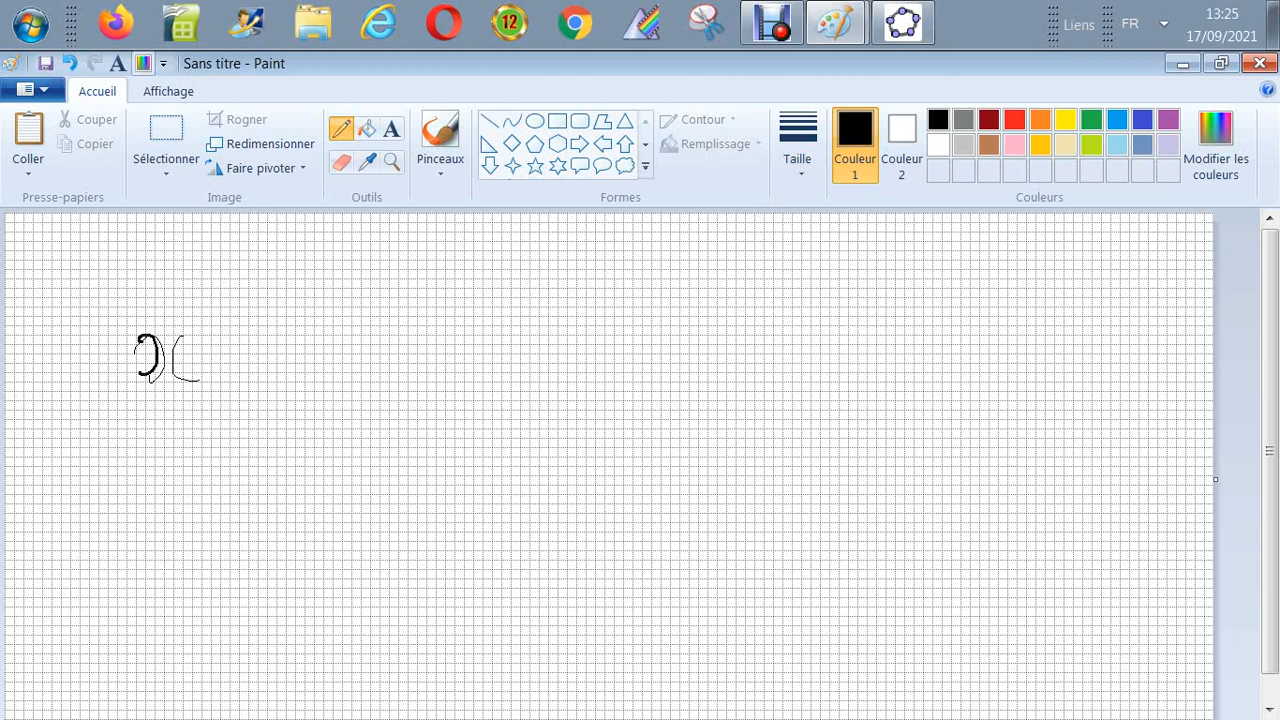 12
Liens
FR
13:25
17/09/2021
Sans titre - Paint
Accueil
Affichage
Coller
Couper
Copier
Presse-papiers
Sélectionner
Rogner
Redimensionner
Faire pivoter
Image
A
Outils
Pinceaux
Formes
Contour
Remplissage
Taille
Couleur 1
Couleur 2
Modifier les couleurs
Couleurs